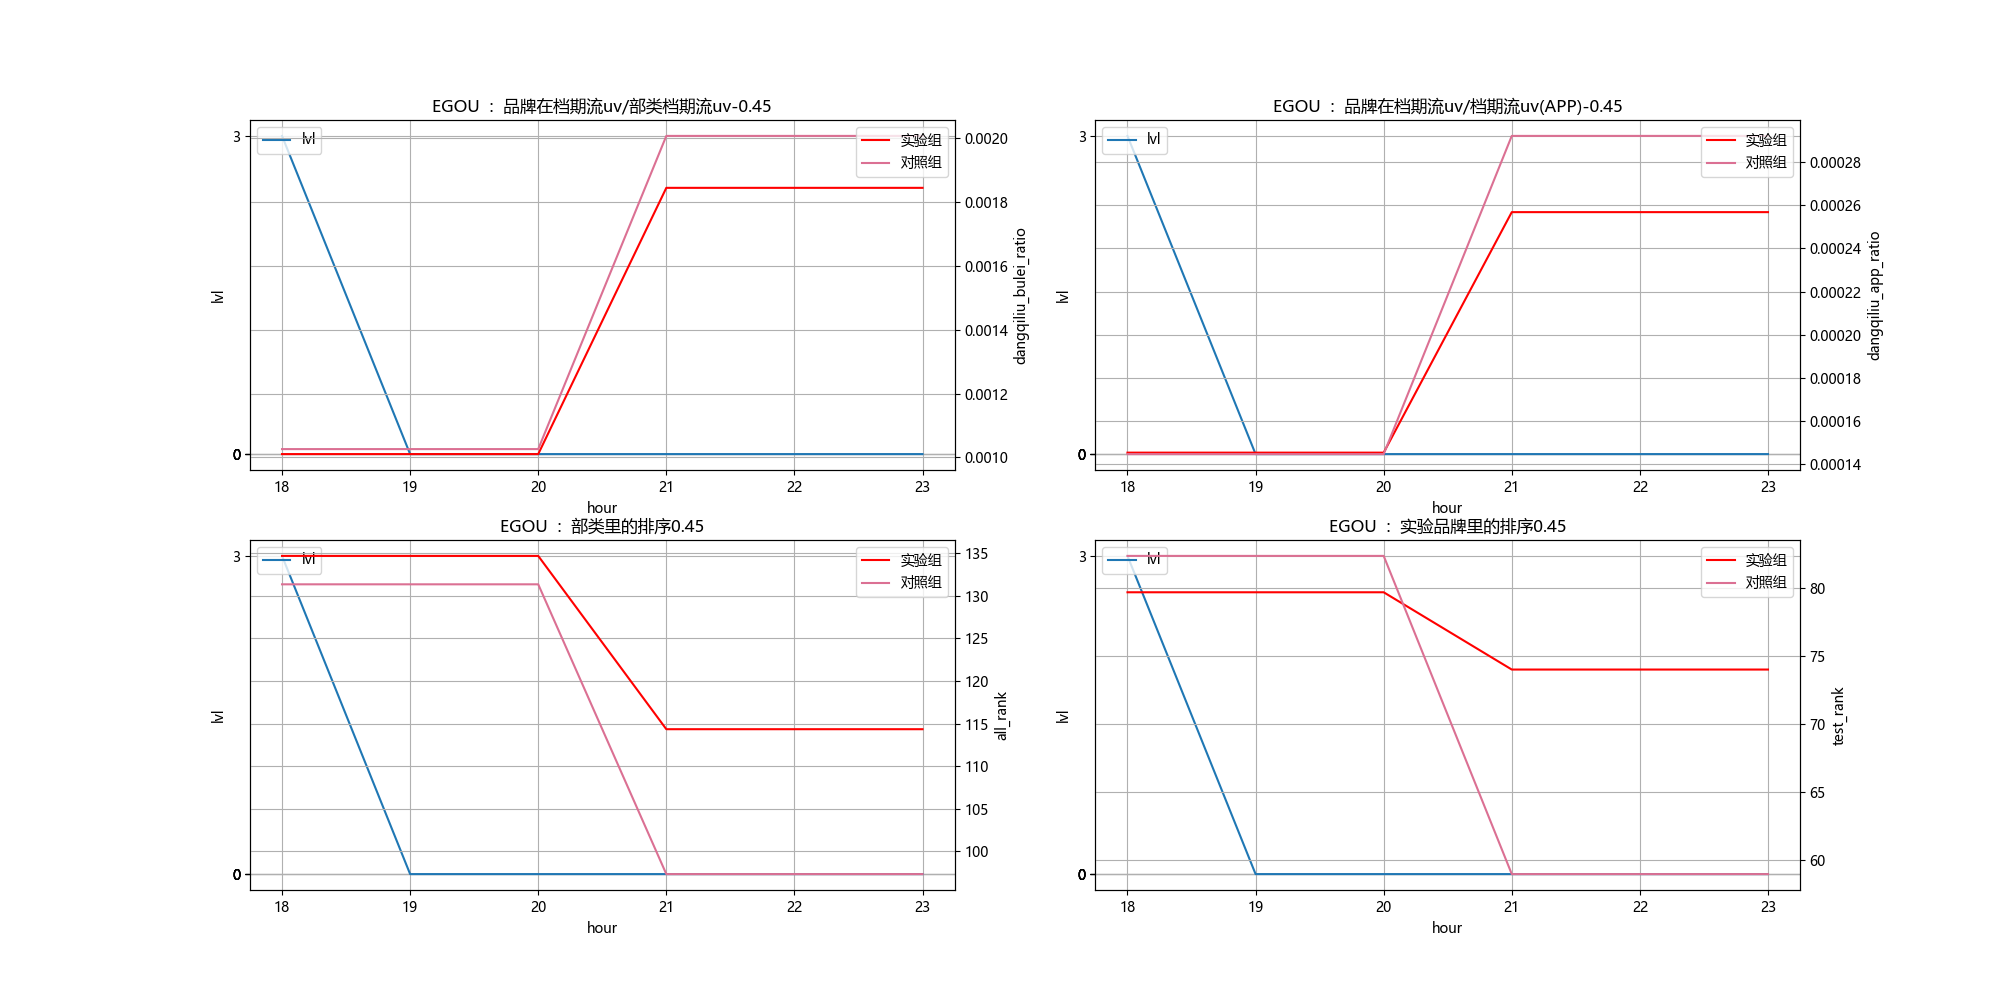 EGOU ： 品牌在档期流uv/部类档期流uv-0.45
lvl
实验组
对照组
3
0
lvl
0.0020
0.0018
0.0016
0.0014
0.0012
0.0010
dangqiliu_bulei_ratio
18 19 20 21 22 23
hour
EGOU ： 品牌在档期流uv/档期流uv(APP)-0.45
lvl
实验组
对照组
3
0
lvl
0.00028
0.00026
0.00024
0.00022
0.00020
0.00018
0.00016
0.00014
dangqiliu_app_ratio
18 19 20 21 22 23
hour
EGOU ： 部类里的排序0.45
lvl
实验组
对照组
3
0
lvl
135
130
125
120
115
110
105
100
all_rank
18 19 20 21 22 23
hour
EGOU ： 实验品牌里的排序0.45
lvl
实验组
对照组
3
0
lvl
80
75
70
65
60
test_rank
18 19 20 21 22 23
hour